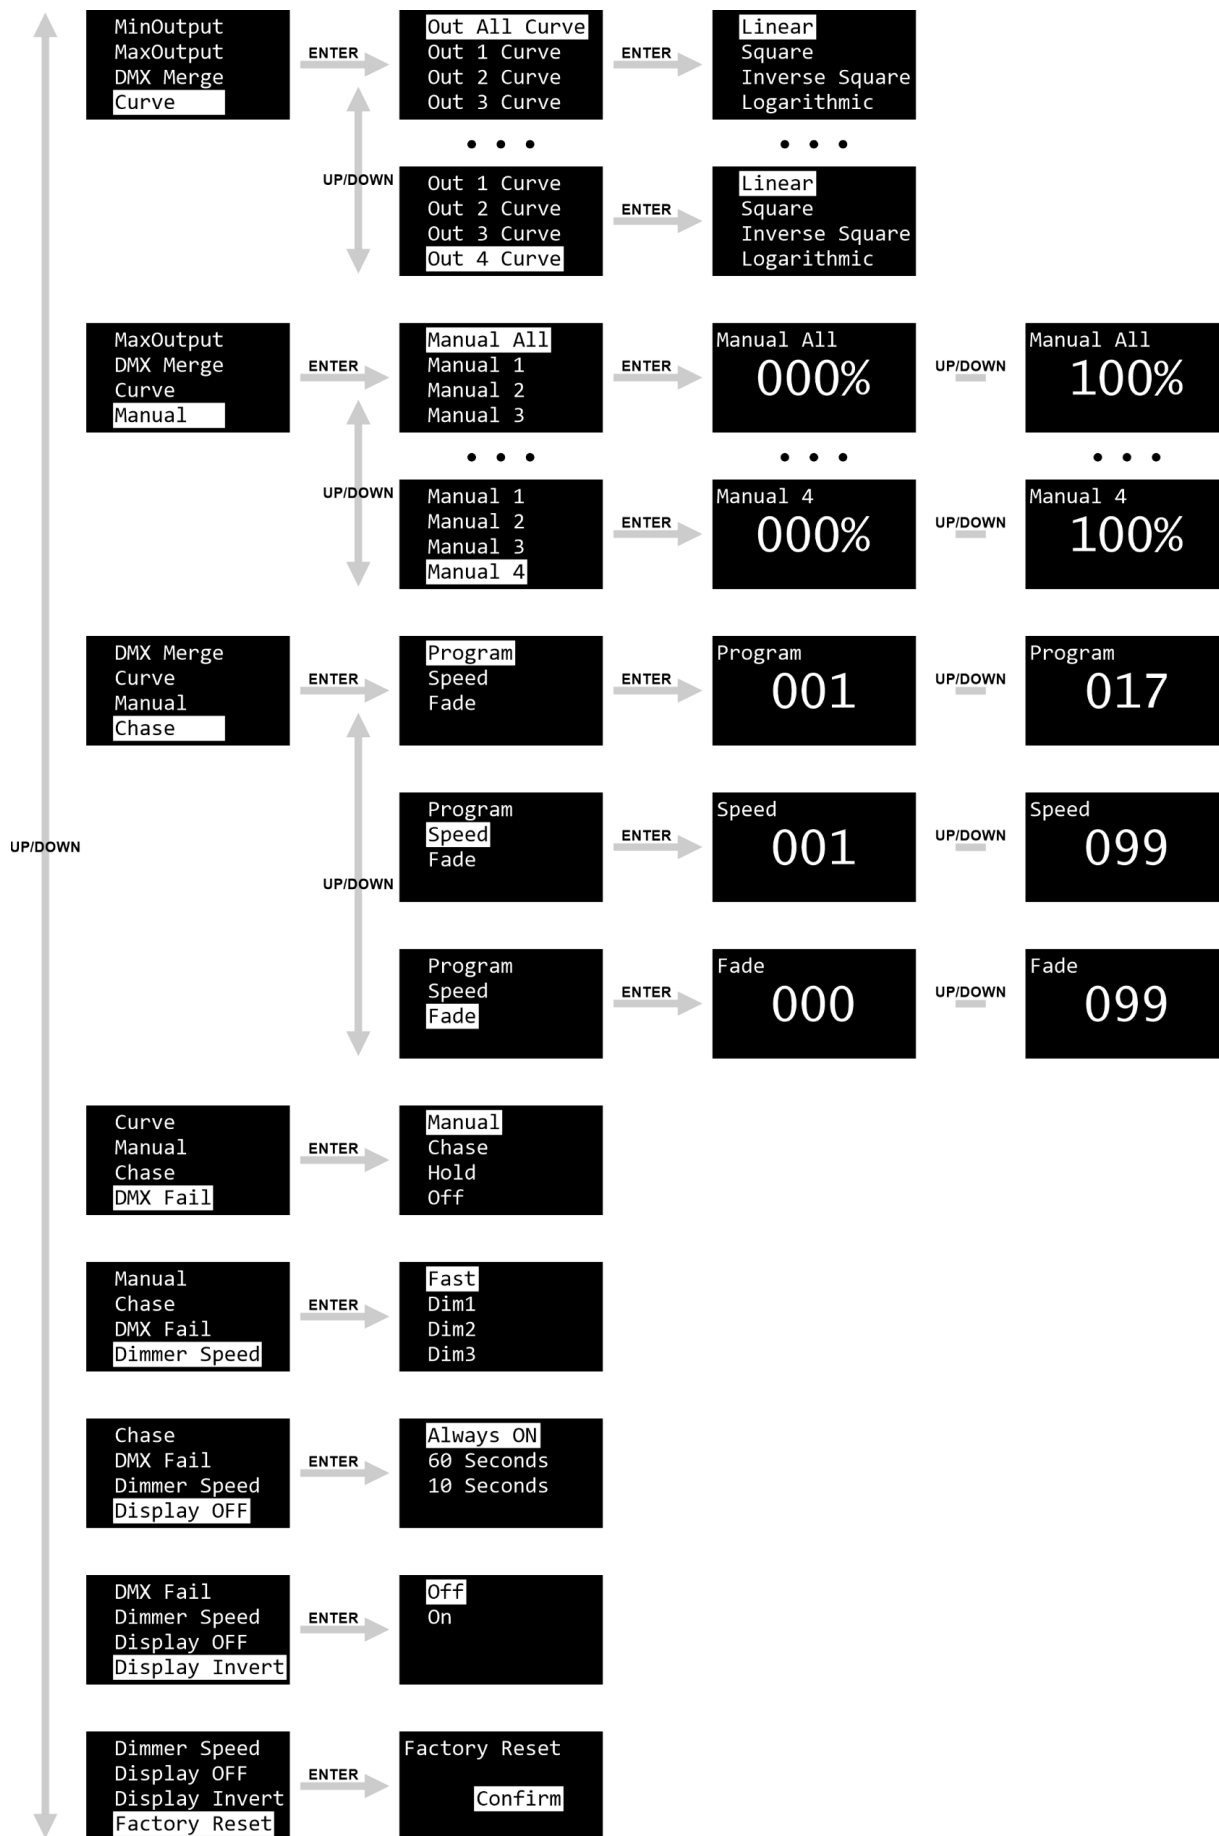 MinOutput
MaxOutput
DMX Merge
Curve
ENTER
Out All Curve
Out 1 Curve
Out 2 Curve
Out 3 Curve
ENTER
Linear
Square
Inverse Square
Logarithmic
UP/DOWN
Out 1 Curve
Out 2 Curve
Out 3 Curve
Out 4 Curve
ENTER
Linear
Square
Inverse Square
Logarithmic
MaxOutput
DMX Merge
Curve
Manual
ENTER
Manual All
Manual 1
Manual 2
Manual 3
ENTER
Manual All
000%
UP/DOWN
Manual All
100%
UP/DOWN
Manual 1
Manual 2
Manual 3
Manual 4
ENTER
Manual 4
000%
UP/DOWN
Manual 4
100%
DMX Merge
Curve
Manual
Chase
ENTER
Program
Speed
Fade
ENTER
Program
001
UP/DOWN
Program
017
UP/DOWN
Program
Speed
Fade
ENTER
Speed
001
UP/DOWN
Speed
099
UP/DOWN
Program
Speed
Fade
ENTER
Fade
000
UP/DOWN
Fade
099
Curve
Manual
Chase
DMX Fail
ENTER
Manual
Chase
Hold
Off
Manual
Chase
DMX Fail
Dimmer Speed
ENTER
Fast
Dim1
Dim2
Dim3
Chase
DMX Fail
Dimmer Speed
Display OFF
ENTER
Always ON
60 Seconds
10 Seconds
DMX Fail
Dimmer Speed
Display OFF
Display Invert
ENTER
Off
On
Dimmer Speed
Display OFF
Display Invert
Factory Reset
ENTER
Factory Reset
Confirm